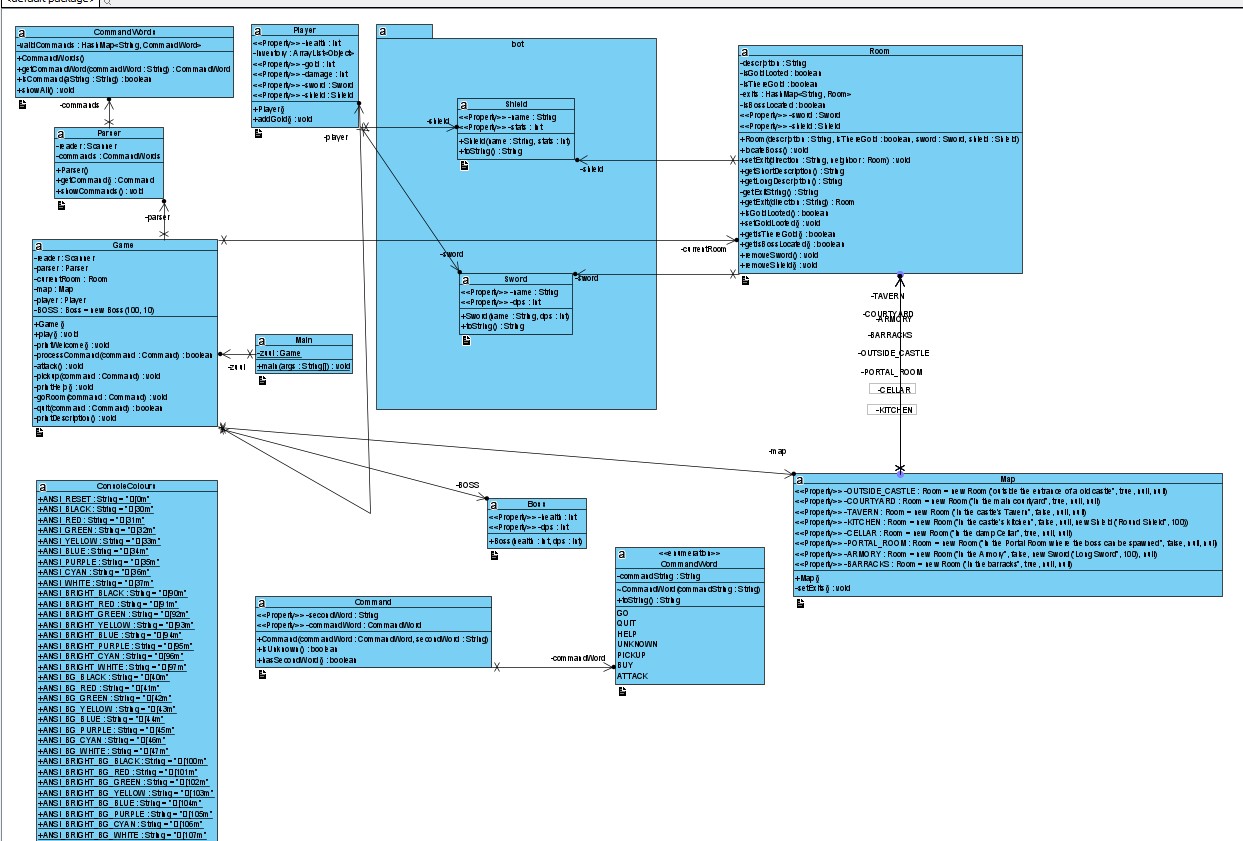 <default package>
CommandWords
-validCommands : HashMap<String, CommandWord>
+CommandWords()
+getCommandWord(commandWord : String) : CommandWord
+isCommand(aString : String) : boolean
+showAll() : void
-commands
Parser
-reader : Scanner
-commands : CommandWords
+Parser()
+getCommand() : Command
+showCommands() : void
-parser
Game
-reader : Scanner
-parser : Parser
-currentRoom : Room
-map : Map
-player : Player
-BOSS : Boss = new Boss(100, 10)
+Game()
+play() : void
-printWelcome() : void
-processCommand(command : Command) : boolean
-attack() : void
-pickup(command : Command) : void
-printHelp() : void
-goRoom(command : Command) : void
-quit(command : Command) : boolean
-printDescription() : void
Player
<<Property>> -health : int
-inventory : ArrayList<Object>
<<Property>> -gold : int
<<Property>> -damage : int
<<Property>> -sword : Sword
<<Property>> -shield : Shield
+Player()
+addGold() : void
-player
bot
Shield
<<Property>> -name : String
<<Property>> -stats : int
+Shield(name : String, stats : int)
+toString() : String
-shield
-shield
-sword
Sword
<<Property>> -name : String
<<Property>> -dps : int
+Sword(name : String, dps : int)
+toString() : String
-sword
Room
-description : String
-isGoldLooted : boolean
-isThereGold : boolean
-exits : HashMap<String, Room>
-isBossLocated : boolean
<<Property>> -sword : Sword
<<Property>> -shield : Shield
+Room(description : String, isThereGold : boolean, sword : Sword, shield : Shield)
+locateBoss() : void
+setExit(direction : String, neighbor : Room) : void
+getShortDescription() : String
+getLongDescription() : String
-getExitString() : String
+getExit(direction : String) : Room
+isGoldLooted() : boolean
+setGoldLooted() : void
+getIsThereGold() : boolean
+getIsBossLocated() : boolean
+removeSword() : void
+removeShield() : void
-currentRoom
-TAVERN
-COURTYARD
-ARMORY
-BARRACKS
-OUTSIDE_CASTLE
-PORTAL_ROOM
-CELLAR
-KITCHEN
Main
-zuul : Game
+main(args : String[]) : void
-zuul
-map
Map
<<Property>> -OUTSIDE_CASTLE : Room = new Room("outside the entrance of a old castle", true, null, null)
<<Property>> -COURTYARD : Room = new Room("in the main courtyard", true, null, null)
<<Property>> -TAVERN : Room = new Room("in the castle's Tavern", false, null, null)
<<Property>> -KITCHEN : Room = new Room("in the castle's kitchen", false, null, new Shield("Round Shield", 100))
<<Property>> -CELLAR : Room = new Room("in the damp Cellar", true, null, null)
<<Property>> -PORTAL_ROOM : Room = new Room("in the Portal Room where the boss can be spawned", false, null, null)
<<Property>> -ARMORY : Room = new Room("in the Armory", false, new Sword("Long Sword", 100), null)
<<Property>> -BARRACKS : Room = new Room("in the barracks", true, null, null)
+Map()
-setExits() : void
-BOSS
Boss
<<Property>> -health : int
<<Property>> -dps : int
+Boss(health : int, dps : int)
<<enumeration>>
CommandWord
-commandString : String
~CommandWord(commandString : String)
+toString() : String
GO
QUIT
HELP
UNKNOWN
PICKUP
BUY
ATTACK
Command
<<Property>> -secondWord : String
<<Property>> -commandWord : CommandWord
+Command(commandWord : CommandWord, secondWord : String)
+isUnknown() : boolean
+hasSecondWord() : boolean
-commandWord
ConsoleColours
+ANSI_RESET : String = "□[0m"
+ANSI_BLACK : String = "□[30m"
+ANSI_RED : String = "□[31m"
+ANSI_GREEN : String = "□[32m"
+ANSI_YELLOW : String = "□[33m"
+ANSI_BLUE : String = "□[34m"
+ANSI_PURPLE : String = "□[35m"
+ANSI_CYAN : String = "□[36m"
+ANSI_WHITE : String = "□[37m"
+ANSI_BRIGHT_BLACK : String = "□[90m"
+ANSI_BRIGHT_RED : String = "□[91m"
+ANSI_BRIGHT_GREEN : String = "□[92m"
+ANSI_BRIGHT_YELLOW : String = "□[93m"
+ANSI_BRIGHT_BLUE : String = "□[94m"
+ANSI_BRIGHT_PURPLE : String = "□[95m"
+ANSI_BRIGHT_CYAN : String = "□[96m"
+ANSI_BRIGHT_WHITE : String = "□[97m"
+ANSI_BG_BLACK : String = "□[40m"
+ANSI_BG_RED : String = "□[41m"
+ANSI_BG_GREEN : String = "□[42m"
+ANSI_BG_YELLOW : String = "□[43m"
+ANSI_BG_BLUE : String = "□[44m"
+ANSI_BG_PURPLE : String = "□[45m"
+ANSI_BG_CYAN : String = "□[46m"
+ANSI_BG_WHITE : String = "□[47m"
+ANSI_BRIGHT_BG_BLACK : String = "□[100m"
+ANSI_BRIGHT_BG_RED : String = "□[101m"
+ANSI_BRIGHT_BG_GREEN : String = "□[102m"
+ANSI_BRIGHT_BG_YELLOW : String = "□[103m"
+ANSI_BRIGHT_BG_BLUE : String = "□[104m"
+ANSI_BRIGHT_BG_PURPLE : String = "□[105m"
+ANSI_BRIGHT_BG_CYAN : String = "□[106m"
+ANSI_BRIGHT_BG_WHITE : String = "□[107m"